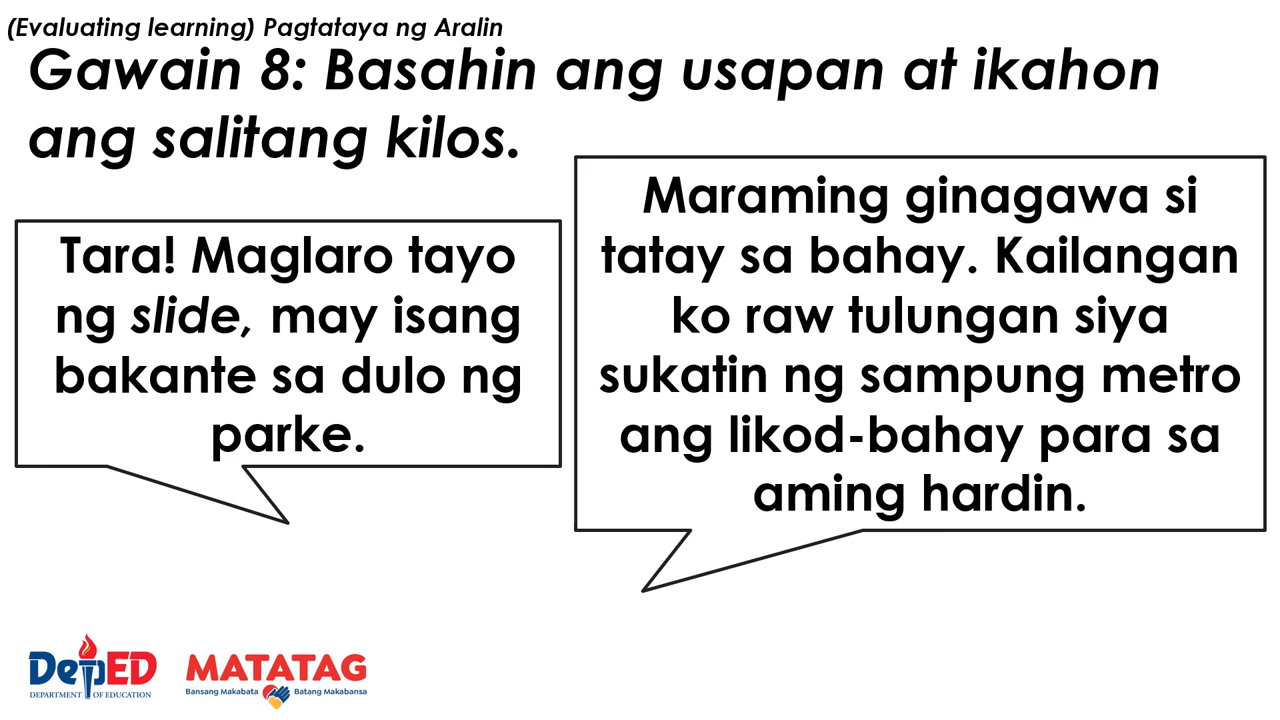 (Evaluating learning) Pagtataya ng Aralin
Gawain 8: Basahin ang usapan at ikahon
ang salitang kilos.
Tara! Maglaro tayo
ng slide, may isang
bakante sa dulo ng
parke.
Maraming ginagawa si
tatay sa bahay. Kailangan
ko raw tulungan siya
sukatin ng sampung metro
ang likod-bahay para sa
aming hardin.
DepED
DEPARTMENT OF EDUCATION
MATATAG
Bansang Makabata Batang Makabansa